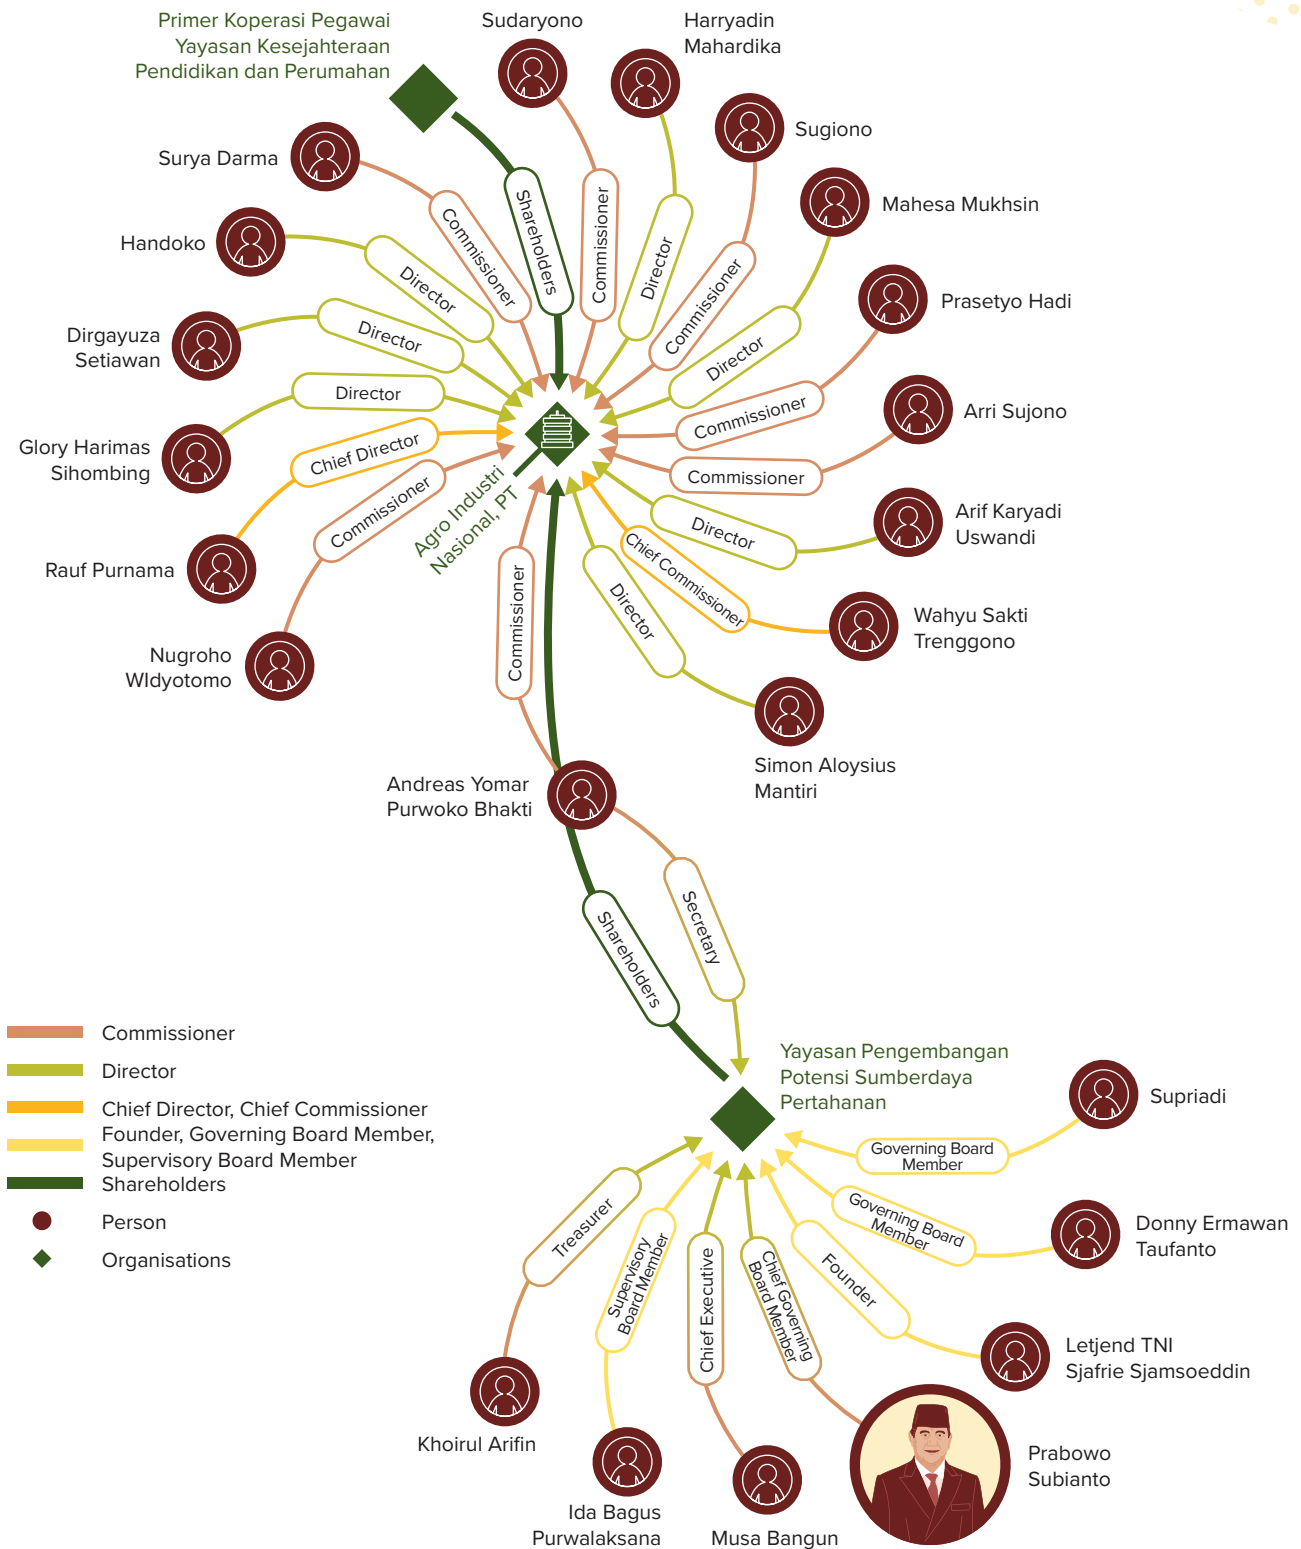 Primer Koperasi Pegawai
Yayasan Kesejahteraan
Pendidikan dan Perumahan
Sudaryono
Harryadin
Mahardika
Sugiono
Surya Darma
Mahesa Mukhsin
Handoko
Prasetyo Hadi
Dirgayuza
Setiawan
Arri Sujono
Glory Harimas
Sihombing
Arif Karyadi
Uswandi
Rauf Purnama
Wahyu Sakti
Trenggono
Nugroho
WIdyotomo
Simon Aloysius
Mantiri
Andreas Yomar
Purwoko Bhakti
Commissioner
Shareholders
Commissioner
Director
Commissioner
Director
Director
Director
Director
Commissioner
Chief Director
Commissioner
Commissioner
Director
Chief Commissioner
Director
Commissioner
Agro Industri
Nasional, PT
Shareholders
Secretary
Commissioner
Director
Chief Director, Chief Commissioner
Founder, Governing Board Member,
Supervisory Board Member
Shareholders
Person
Organisations
Yayasan Pengembangan
Potensi Sumberdaya
Pertahanan
Supriadi
Governing Board
Member
Governing Board
Member
Donny Ermawan
Taufanto
Treasurer
Supervisory
Board Member
Chief Executive
Chief Governing
Board Member
Founder
Letjend TNI
Sjafrie Sjamsoeddin
Khoirul Arifin
Prabowo
Subianto
Ida Bagus
Purwalaksana
Musa Bangun